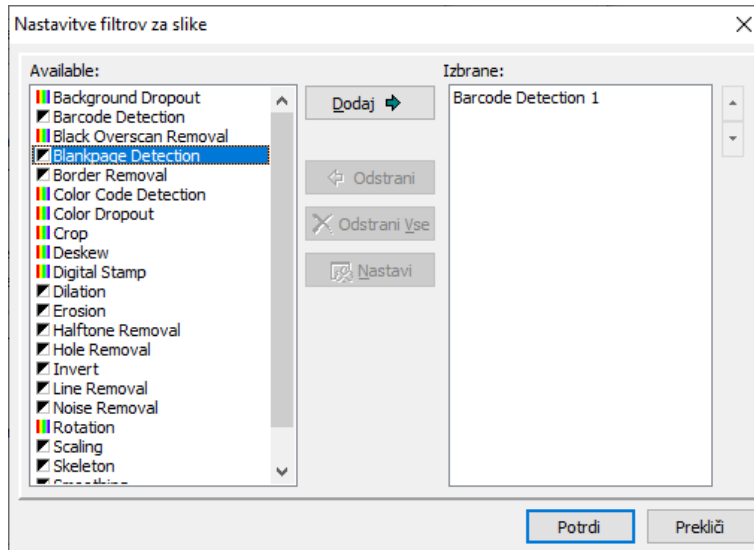 Nastavitve filtrov za slike
Available:
Background Dropout
Barcode Detection
Black Overscan Removal
Blankpage Detection
Border Removal
Color Code Detection
Color Dropout
Crop
Deskew
Digital Stamp
Dilation
Erosion
Halftone Removal
Hole Removal
Invert
Line Removal
Noise Removal
Rotation
Scaling
Skeleton
Dodaj
Odstrani
Odstrani Vse
Nastavi
Izbrane:
Barcode Detection 1
Potrdi
Prekliči